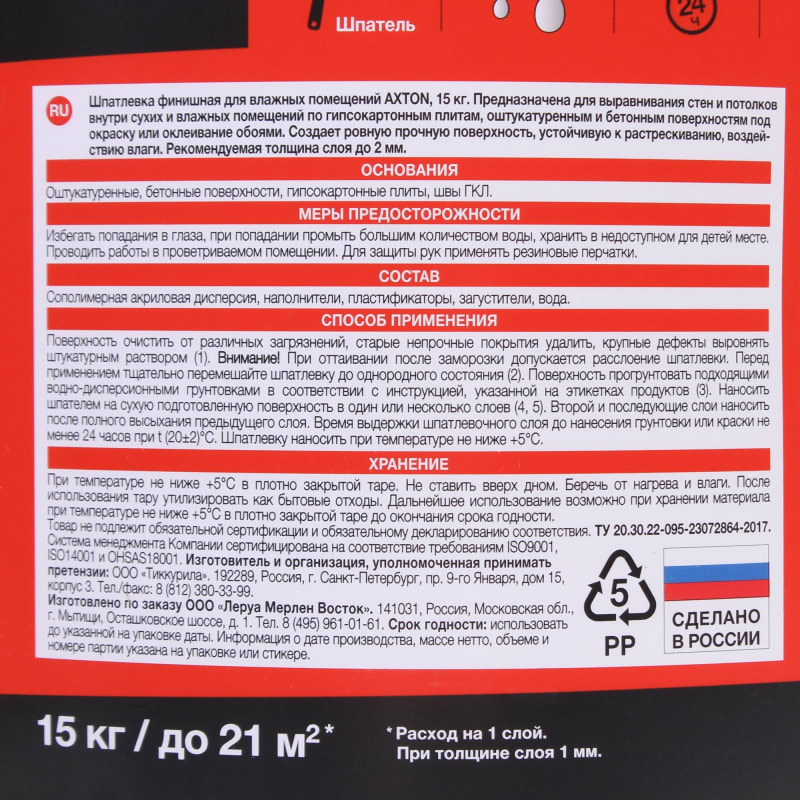 24
ч
Шпатель
RU
Шпатлевка финишная для влажных помещений AXTON, 15 кг. Предназначена для выравнивания стен и потолков
внутри сухих и влажных помещений по гипсокартонным плитам, оштукатуренным и бетонным поверхностям под
окраску или оклеивание обоями. Создает ровную прочную поверхность, устойчивую к растрескиванию, воздей-
ствию влаги. Рекомендуемая толщина слоя до 2 мм.
ОСНОВАНИЯ
Оштукатуренные, бетонные поверхности, гипсокартонные плиты, швы ГКЛ.
МЕРЫ ПРЕДОСТОРОЖНОСТИ
Избегать попадания в глаза, при попадании промыть большим количеством воды, хранить в недоступном для детей месте.
Проводить работы в проветриваемом помещении. Для защиты рук применять резиновые перчатки.
СОСТАВ
Сополимерная акриловая дисперсия, наполнители, пластификаторы, загустители, вода.
СПОСОБ ПРИМЕНЕНИЯ
Поверхность очистить от различных загрязнений, старые непрочные покрытия удалить, крупные дефекты выровнять
штукатурным раствором (1). Внимание! При оттаивании после заморозки допускается расслоение шпатлевки. Перед
применением тщательно перемешайте шпатлевку до однородного состояния (2). Поверхность прогрунтовать подходящими
водно-дисперсионными грунтовками в соответствии с инструкцией, указанной на этикетках продуктов (3). Наносить
шпателем на сухую подготовленную поверхность в один или несколько слоев (4, 5). Второй и последующие слои наносить
после полного высыхания предыдущего слоя. Время выдержки шпатлевочного слоя до нанесения грунтовки или краски не
менее 24 часов при t (20±2)°С. Шпатлевку наносить при температуре не ниже +5°С.
ХРАНЕНИЕ
При температуре не ниже +5°С в плотно закрытой таре. Не ставить вверх дном. Беречь от нагрева и влаги. После
использования тару утилизировать как бытовые отходы. Дальнейшее использование возможно при хранении материала
при температуре не ниже +5°С в плотно закрытой таре до окончания срока годности.
Товар не подлежит обязательной сертификации и обязательному декларированию соответствия. ТУ 20.30.22-095-23072864-2017.
Система менеджмента Компании сертифицирована на соответствие требованиям ISO9001,
ISO14001 и OHSAS18001. Изготовитель и организация, уполномоченная принимать
претензии: ООО «Тиккурила». 192289, Россия, г. Санкт-Петербург, пр. 9-го Января, дом 15,
корпус 3. Тел./факс: 8 (812) 380-33-99.
Изготовлено по заказу ООО «Леруа Мерлен Восток». 141031, Россия, Московская обл.,
г. Мытищи, Осташковское шоссе, д. 1. Тел. 8 (495) 961-01-61. Срок годности: использовать
до указанной на упаковке даты. Информация о дате производства, массе нетто, объеме и
номере партии указана на упаковке или стикере.
5
PP
СДЕЛАНО
В РОССИИ
15 кг / до 21 м²*
*Расход на 1 слой.
При толщине слоя 1 мм.